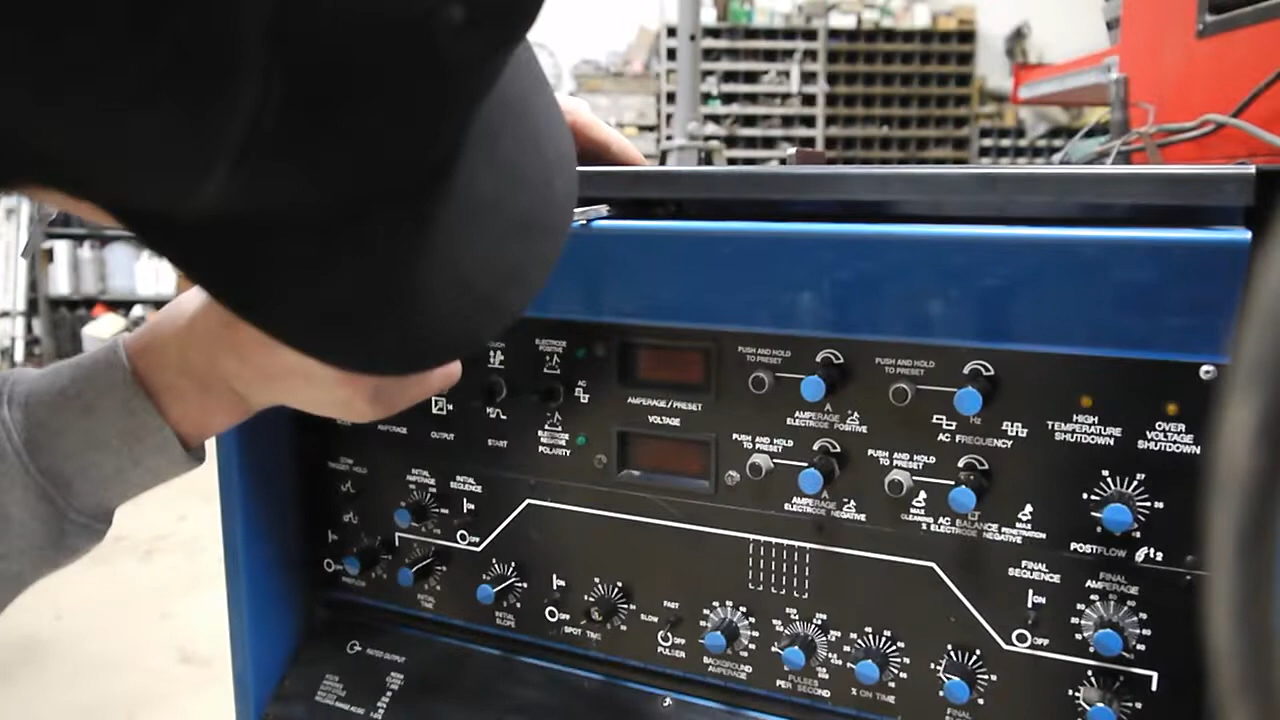 ELECTRODE
POSITIVE
AC
ELECTRODE
NEGATIVE
POLARITY
START
OUTPUT
AMPERAGE/PRESET
VOLTAGE
PUSH AND HOLD
TO PRESET
A
AMPERAGE
ELECTRODE POSITIVE
PUSH AND HOLD
TO PRESET
Hz
AC FREQUENCY
HIGH
TEMPERATURE
SHUTDOWN
OVER
VOLTAGE
SHUTDOWN
PUSH AND HOLD
TO PRESET
A
AMPERAGE
ELECTRODE NEGATIVE
PUSH AND HOLD
TO PRESET
MAX
CLEANING
AC BALANCE
% ELECTRODE NEGATIVE
MAX
PENETRATION
POSTFLOW t2
TRIGGER HOLD
INITIAL
AMPERAGE
INITIAL
SEQUENCE
ON
OFF
INITIAL
TIME
INITIAL
SLOPE
ON
OFF
SPOT TIME
FAST
SLOW
OFF
PULSER
BACKGROUND
AMPERAGE
PULSES
PER SECOND
% ON TIME
FINAL
FINAL
SEQUENCE
ON
OFF
FINAL
AMPERAGE
RATED OUTPUT